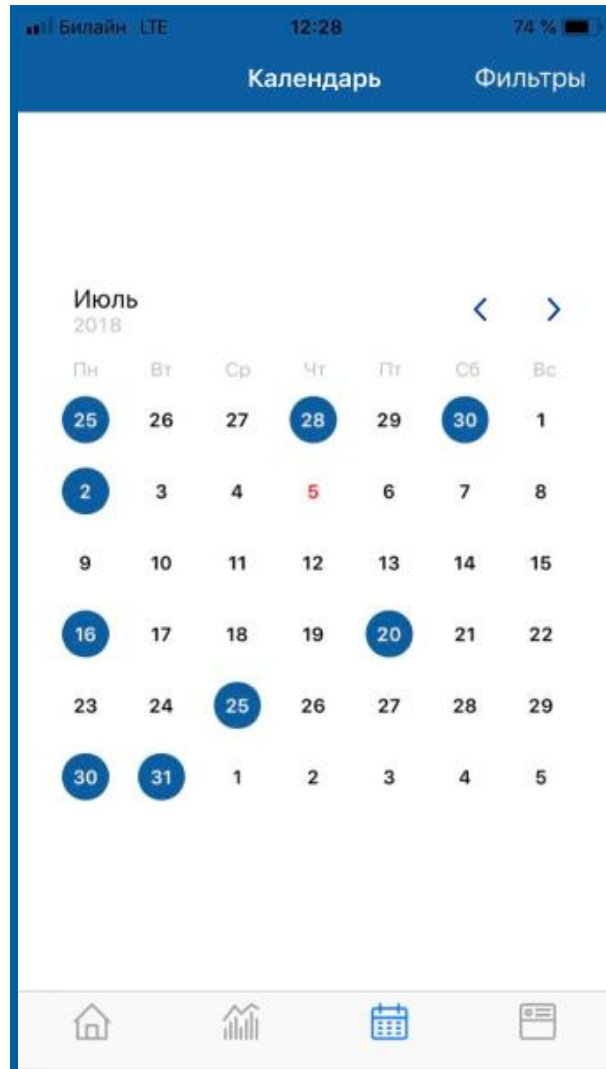 Билайн LTE 12:28 74 %
Календарь Фильтры
Июль
2018
Пн Вт Ср Чт Пт Сб Вс
25 26 27 28 29 30 1
2 3 4 5 6 7 8
9 10 11 12 13 14 15
16 17 18 19 20 21 22
23 24 25 26 27 28 29
30 31 1 2 3 4 5